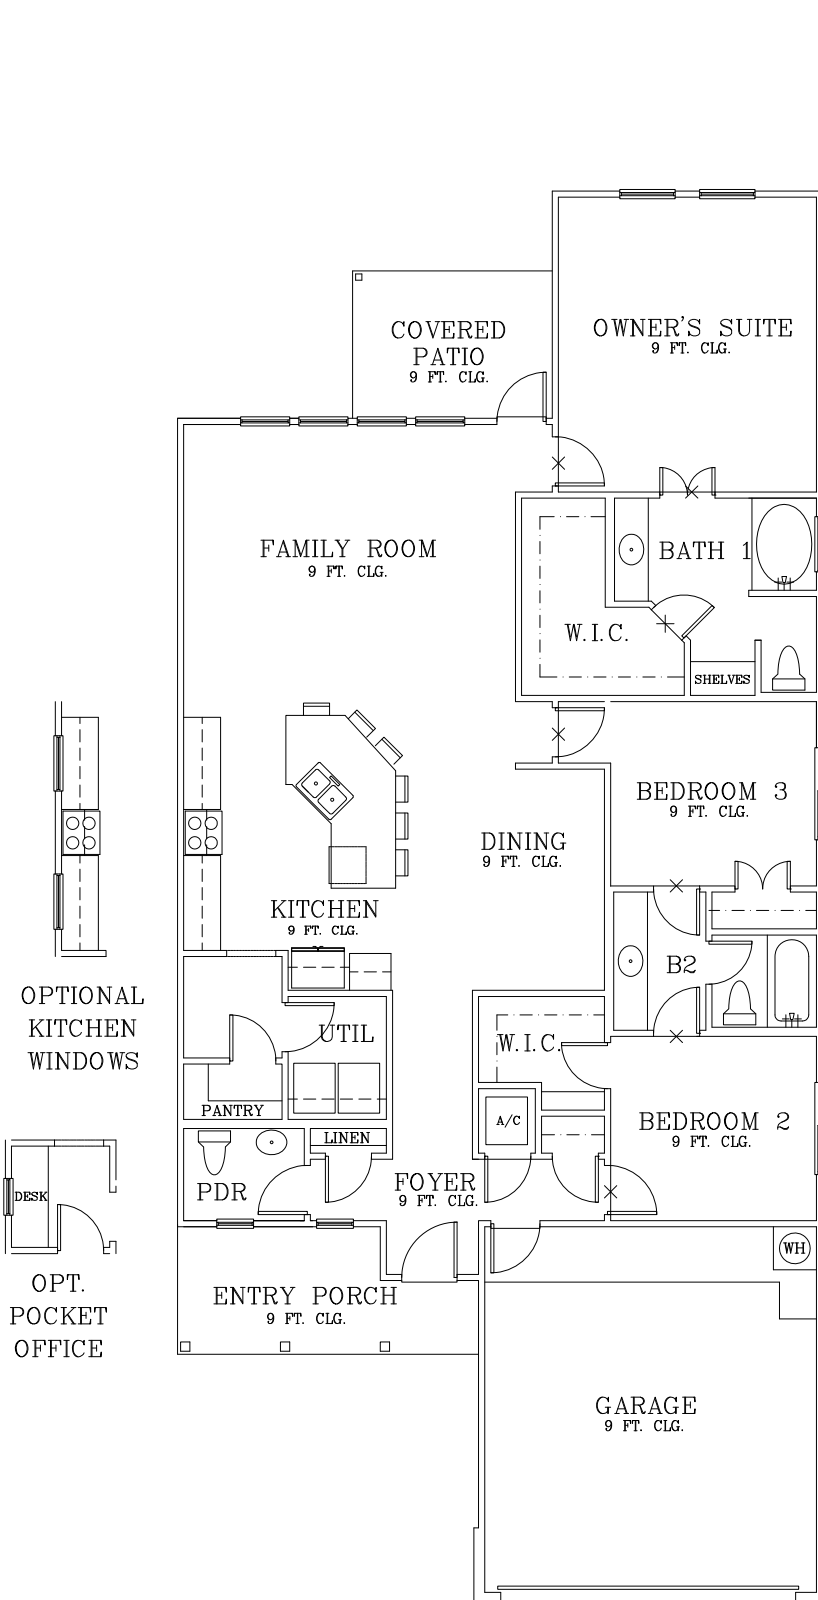 OWNER'S SUITE
9 FT. CLG.
COVERED
PATIO
9 FT. CLG.
FAMILY ROOM
9 FT. CLG.
BATH 1
W.I.C.
SHELVES
BEDROOM 3
9 FT. CLG.
DINING
9 FT. CLG.
KITCHEN
9 FT. CLG.
B2
OPTIONAL
KITCHEN
WINDOWS
UTIL
W.I.C.
PANTRY
A/C
BEDROOM 2
9 FT. CLG.
LINEN
PDR
FOYER
9 FT. CLG.
DESK
OPT.
POCKET
OFFICE
WH
ENTRY PORCH
9 FT. CLG.
GARAGE
9 FT. CLG.